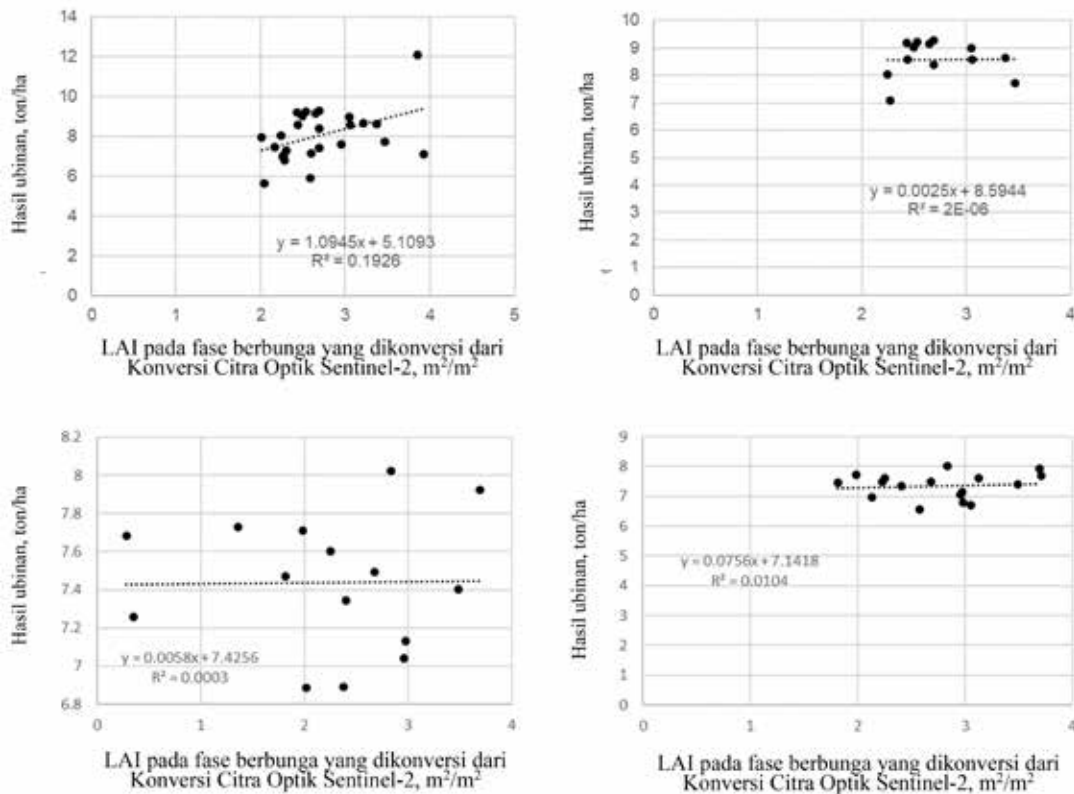 14
12
10
8
6
4
2
0
Hasil ubinan, ton/ha
y = 1.0945x + 5.1093
R² = 0.1926
0 1 2 3 4 5
LAI pada fase berbunga yang dikonversi dari
Konversi Citra Optik Sentinel-2, m²/m²
10
9
8
7
6
5
4
3
2
1
0
Hasil ubinan, ton/ha
y = 0.0025x + 8.5944
R² = 2E-06
0 1 2 3 4
LAI pada fase berbunga yang dikonversi dari
Konversi Citra Optik Sentinel-2, m²/m²
8.2
8
7.8
7.6
7.4
7.2
7
6.8
Hasil ubinan, ton/ha
y = 0.0058x + 7.4256
R² = 0.0003
0 1 2 3 4
LAI pada fase berbunga yang dikonversi dari
Konversi Citra Optik Sentinel-2, m²/m²
9
8
7
6
5
4
3
2
1
0
Hasil ubinan, ton/ha
y = 0.0756x + 7.1418
R² = 0.0104
0 1 2 3 4
LAI pada fase berbunga yang dikonversi dari
Konversi Citra Optik Sentinel-2, m²/m²